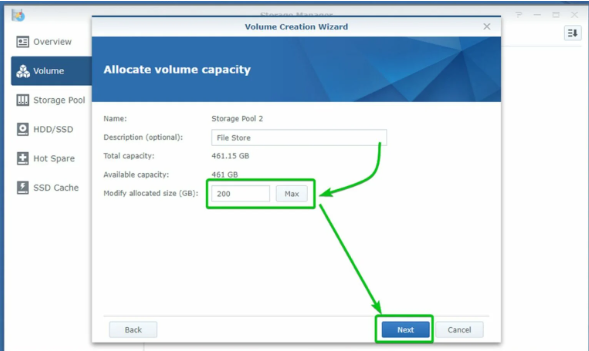 Storage Manager
Volume Creation Wizard
Overview
Volume
Storage Pool
HDD/SSD
Hot Spare
SSD Cache
Allocate volume capacity
Name: Storage Pool 2
Description (optional): File Store
Total capacity: 461.15 GB
Available capacity: 461 GB
Modify allocated size (GB): 200 Max
Back Next Cancel